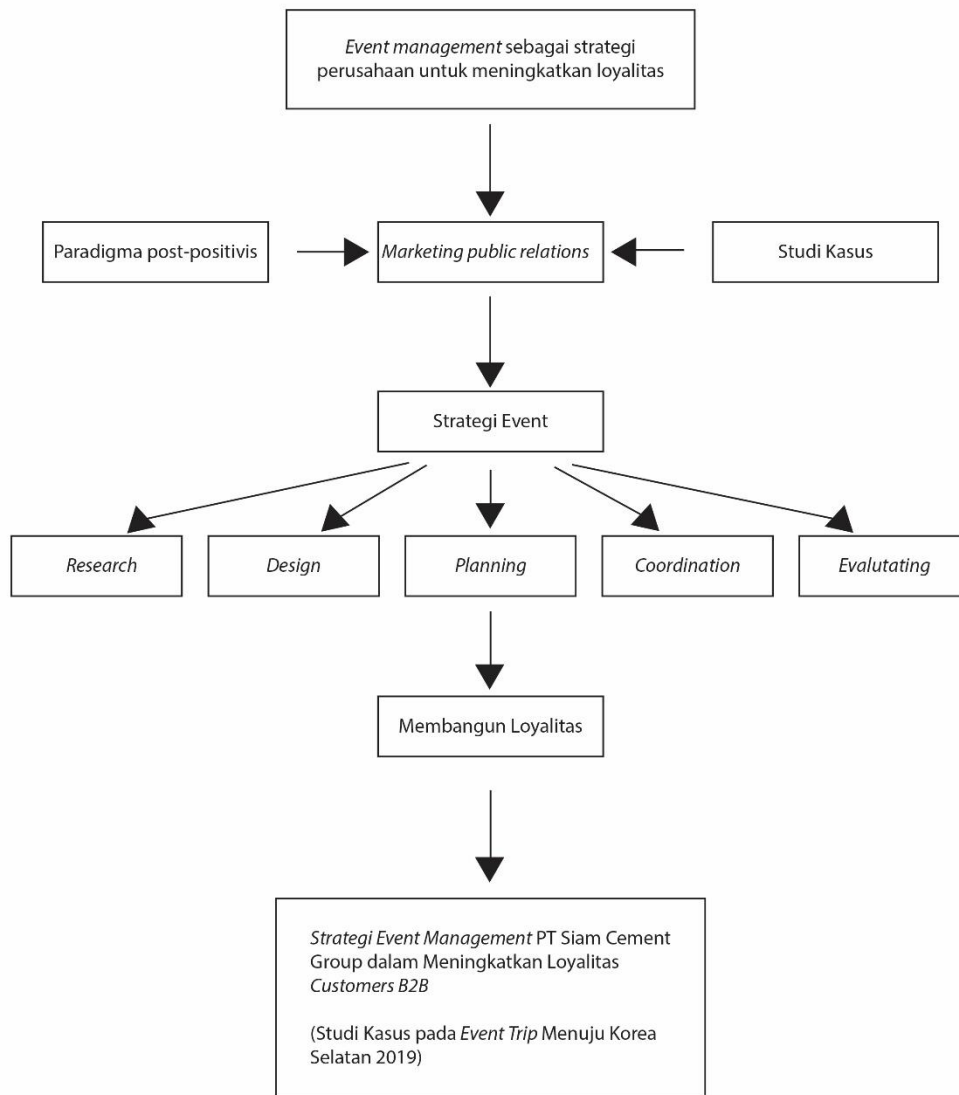 Event management sebagai strategi
perusahaan untuk meningkatkan loyalitas
Paradigma post-positivis
Marketing public relations
Studi Kasus
Strategi Event
Research
Design
Planning
Coordination
Evalutating
Membangun Loyalitas
Strategi Event Management PT Siam Cement
Group dalam Meningkatkan Loyalitas
Customers B2B
(Studi Kasus pada Event Trip Menuju Korea
Selatan 2019)